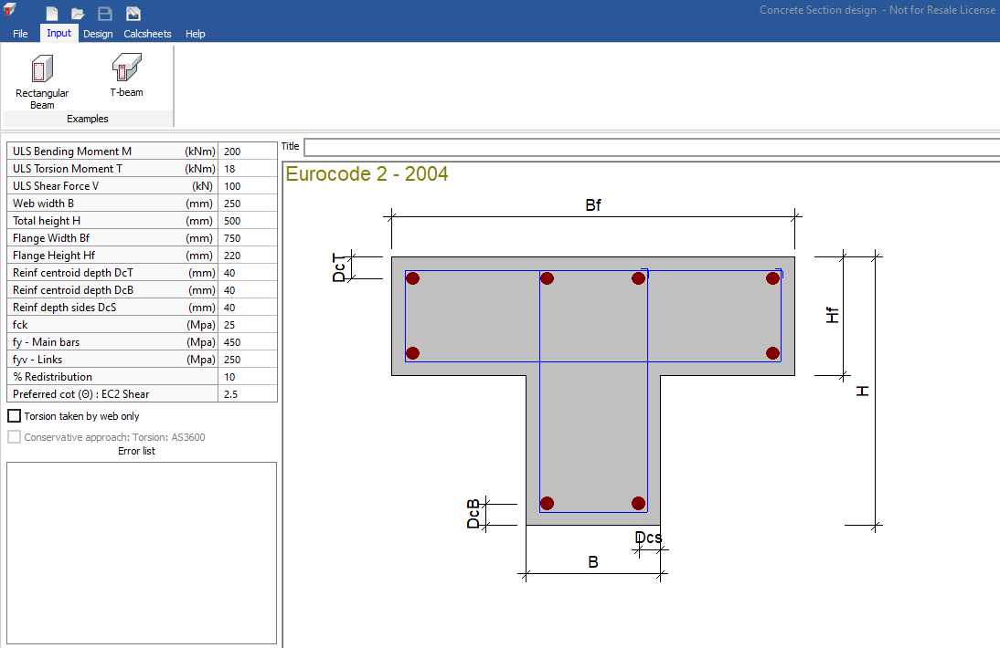 Concrete Section design - Not for Resale License
File Input Design Calcsheets Help
Rectangular Beam
T-beam
Examples
ULS Bending Moment M (kNm) 200
ULS Torsion Moment T (kNm) 18
ULS Shear Force V (kN) 100
Web width B (mm) 250
Total height H (mm) 500
Flange Width Bf (mm) 750
Flange Height Hf (mm) 220
Reinf centroid depth DcT (mm) 40
Reinf centroid depth DcB (mm) 40
Reinf depth sides DcS (mm) 40
fck (Mpa) 25
fy - Main bars (Mpa) 450
fyv - Links (Mpa) 250
% Redistribution 10
Preferred cot (Θ) : EC2 Shear 2.5
Torsion taken by web only
Conservative approach: Torsion: AS3600
Error list
Title
Eurocode 2 - 2004
Bf
DcT
Hf
H
DcB
Dcs
B